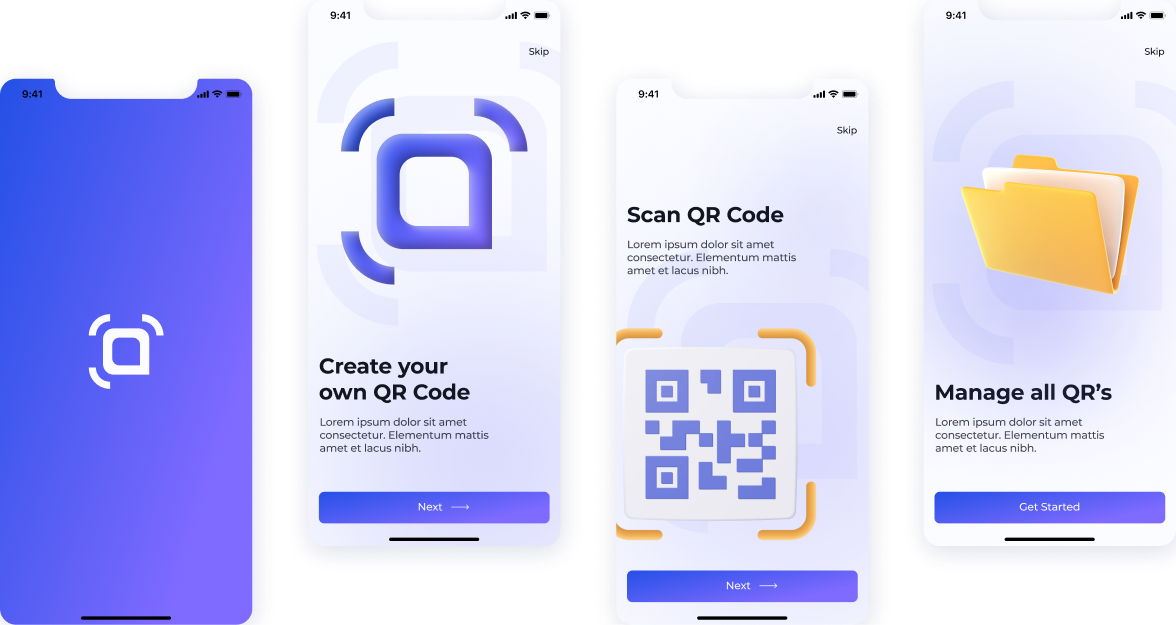 9:41
9:41
Skip
Create your
own QR Code
Lorem ipsum dolor sit amet
consectetur. Elementum mattis
amet et lacus nibh.
Next
9:41
Skip
Scan QR Code
Lorem ipsum dolor sit amet
consectetur. Elementum mattis
amet et lacus nibh.
Next
9:41
Skip
Manage all QR’s
Lorem ipsum dolor sit amet
consectetur. Elementum mattis
amet et lacus nibh.
Get Started